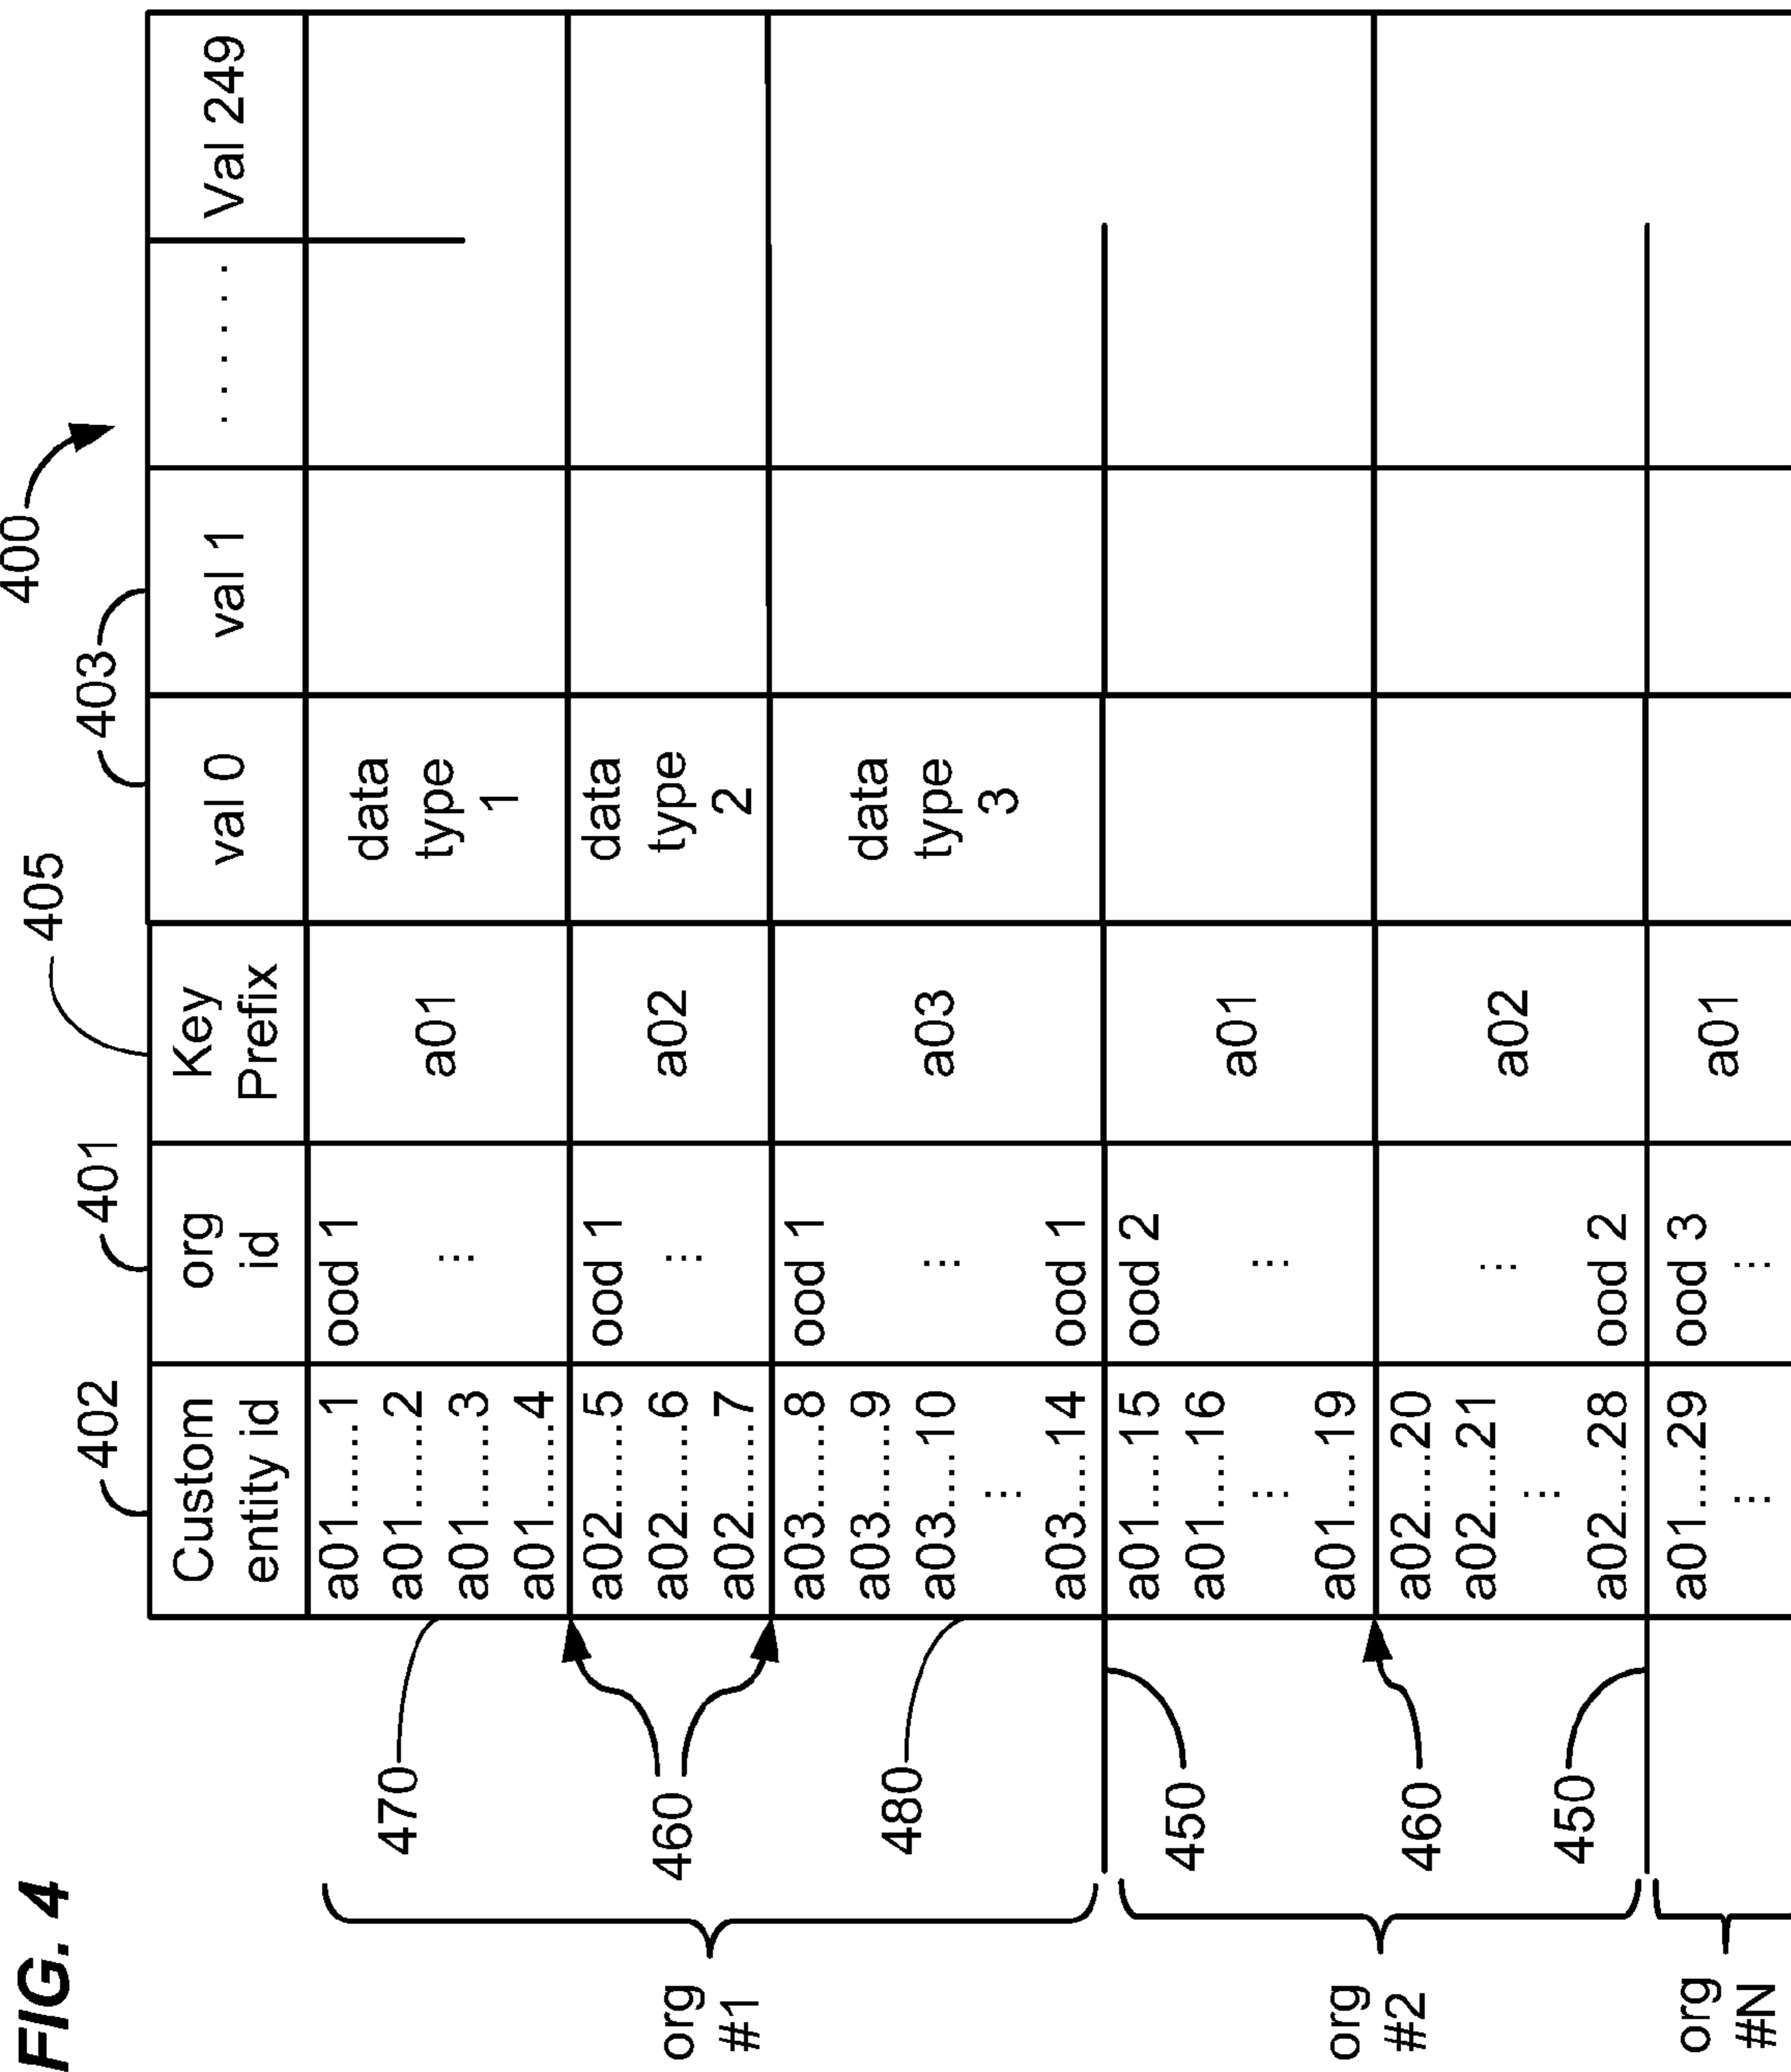 FIG. 4
400
402
401
405
403
Custom entity id
org id
Key Prefix
val 0
val 1
. . . . . .
Val 249
org #1
470
a01......1
a01......2
a01......3
a01.....4
ood 1
...
a01
data type 1
460
a02......5
a02......6
a02......7
ood 1
...
a02
data type 2
480
a03......8
a03......9
a03....10
...
a03....14
ood 1
...
ood 1
a03
data type 3
450
org #2
a01....15
a01....16
...
a01....19
ood 2
...
a01
460
a02....20
a02....21
...
a02....28
...
ood 2
a02
450
org #N
a01....29
...
ood 3
...
a01